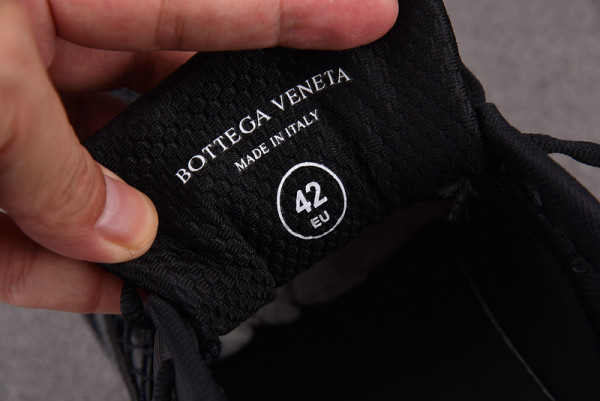 BOTTEGA VENETA
MADE IN ITALY
42
EU